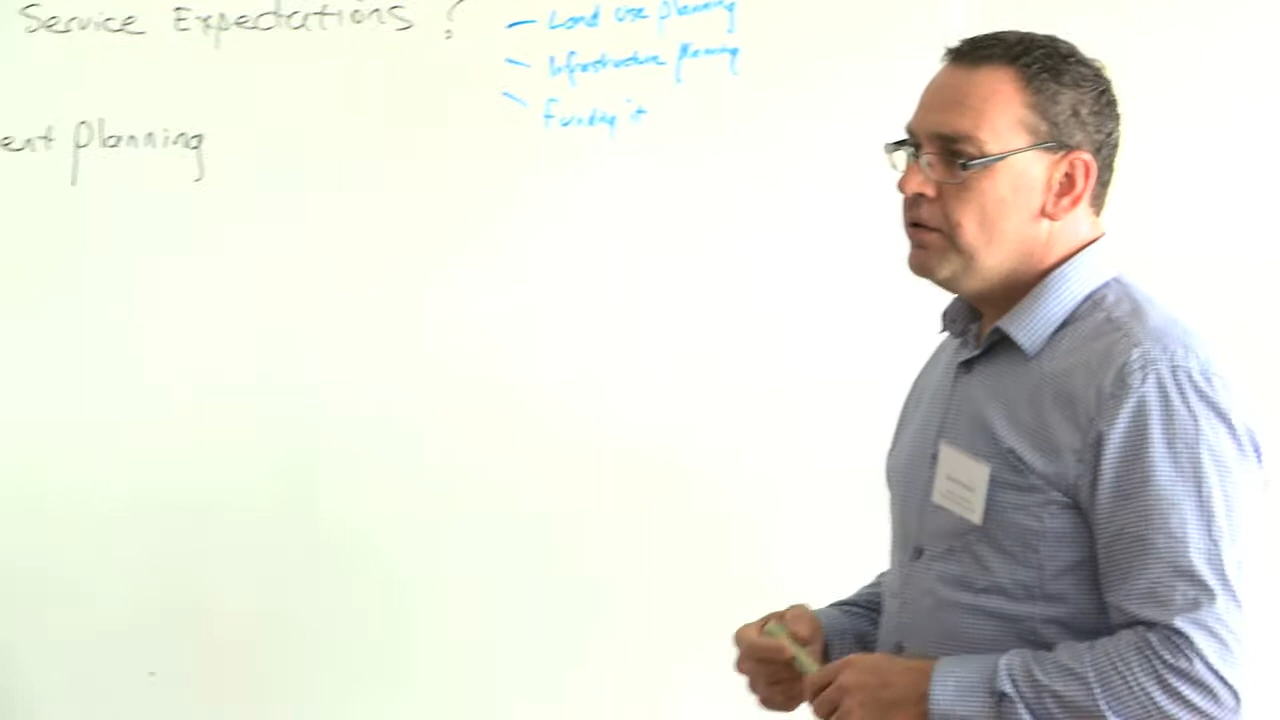 Service Expectations ?
- Land use planning
- Infrastructure planning
- Funding it
ent planning